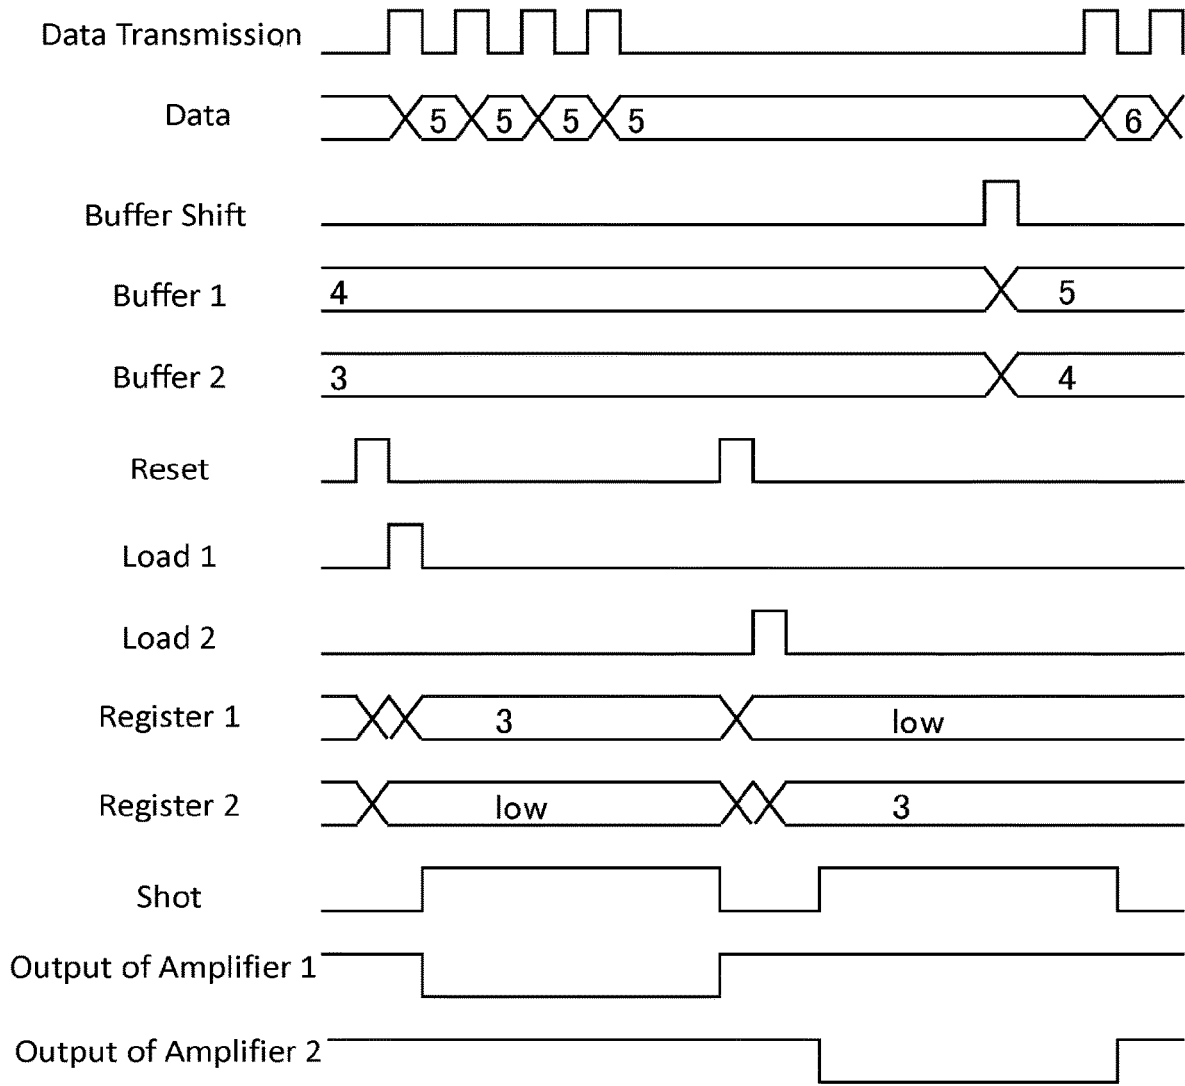 Data Transmission
Data 5 5 5 5 6
Buffer Shift
Buffer 1 4 5
Buffer 2 3 4
Reset
Load 1
Load 2
Register 1 3 low
Register 2 low 3
Shot
Output of Amplifier 1
Output of Amplifier 2